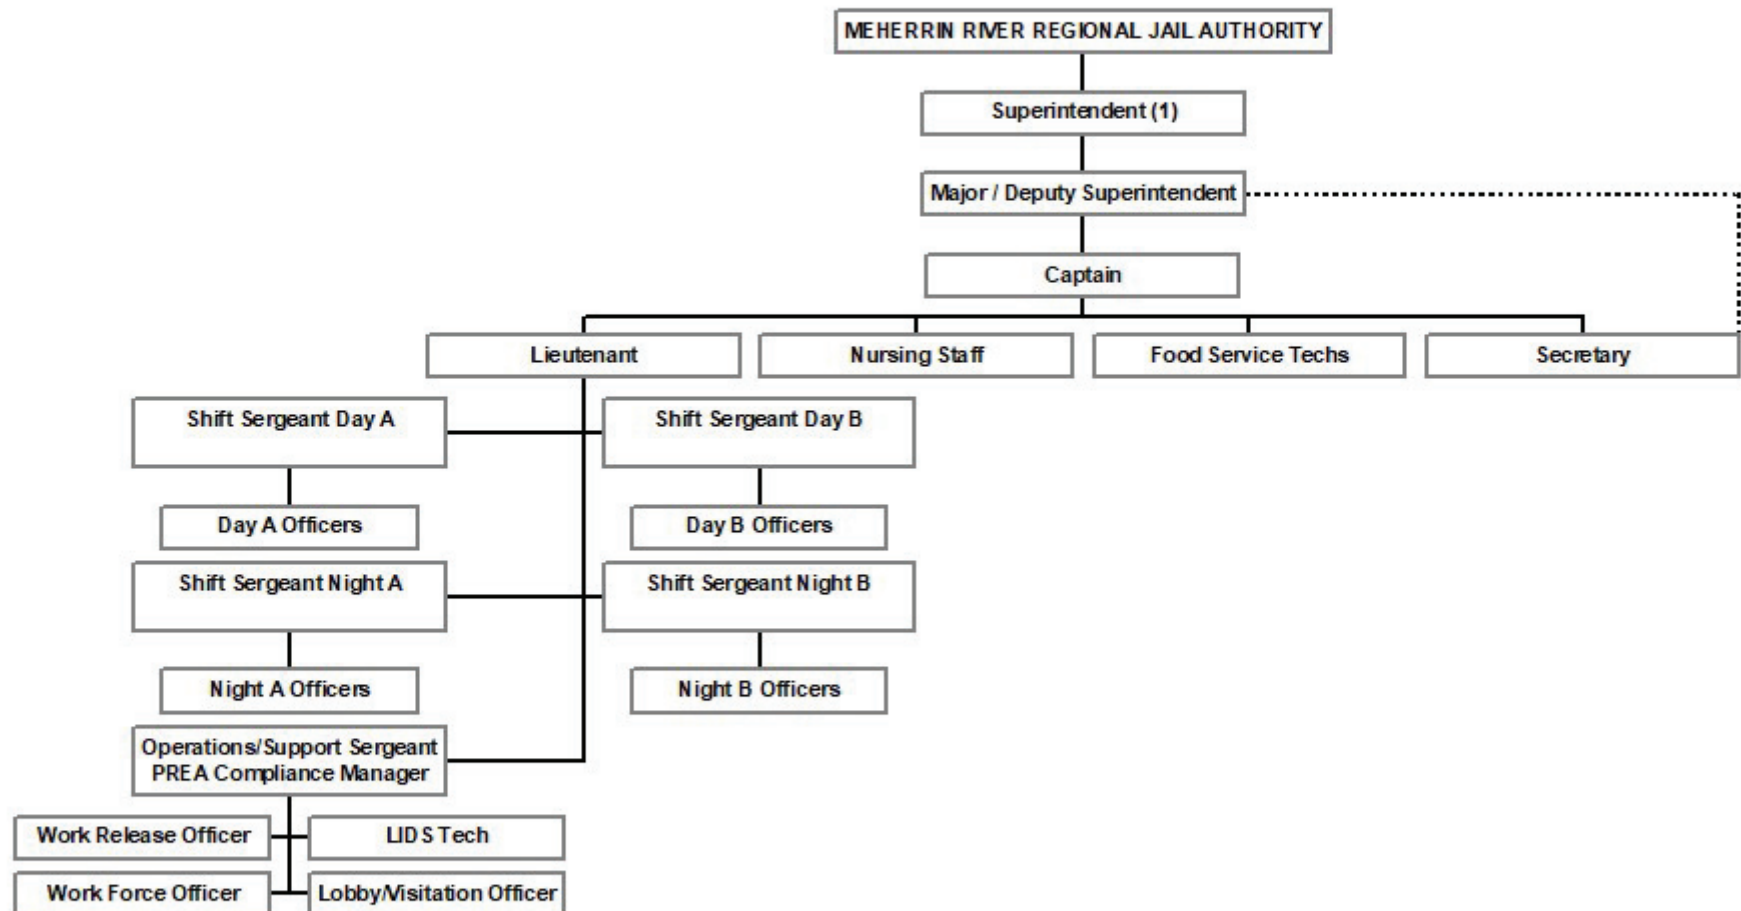 MEHERRIN RIVER REGIONAL JAIL AUTHORITY
Superintendent (1)
Major / Deputy Superintendent
Captain
Lieutenant
Nursing Staff
Food Service Techs
Secretary
Shift Sergeant Day A
Shift Sergeant Day B
Day A Officers
Day B Officers
Shift Sergeant Night A
Shift Sergeant Night B
Night A Officers
Night B Officers
Operations/Support Sergeant
PREA Compliance Manager
Work Release Officer
LIDS Tech
Work Force Officer
Lobby/Visitation Officer